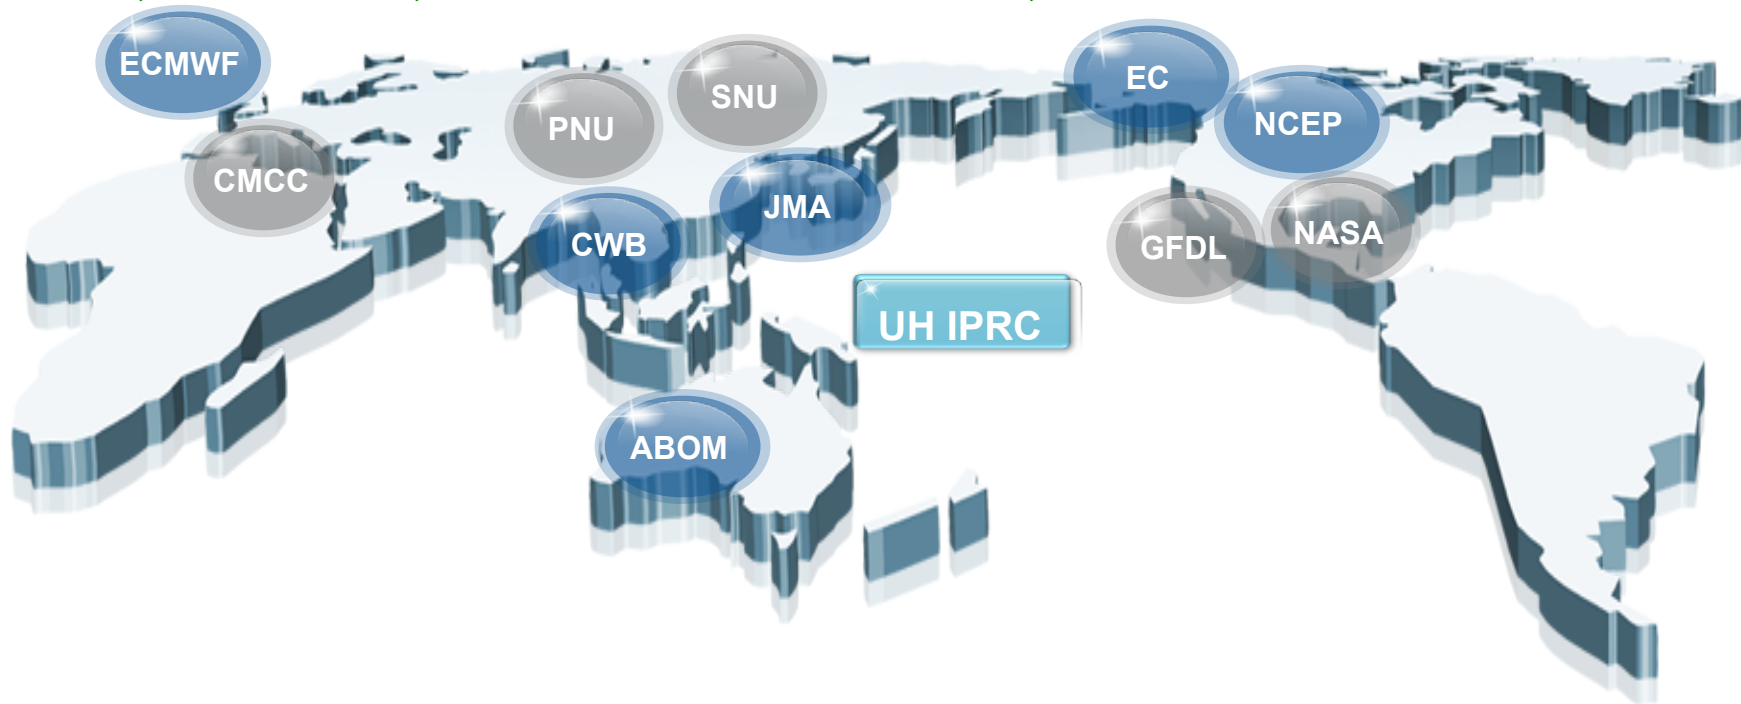 ECMWF
SNU
EC
PNU
NCEP
CMCC
JMA
CWB
GFDL
NASA
UH IPRC
ABOM